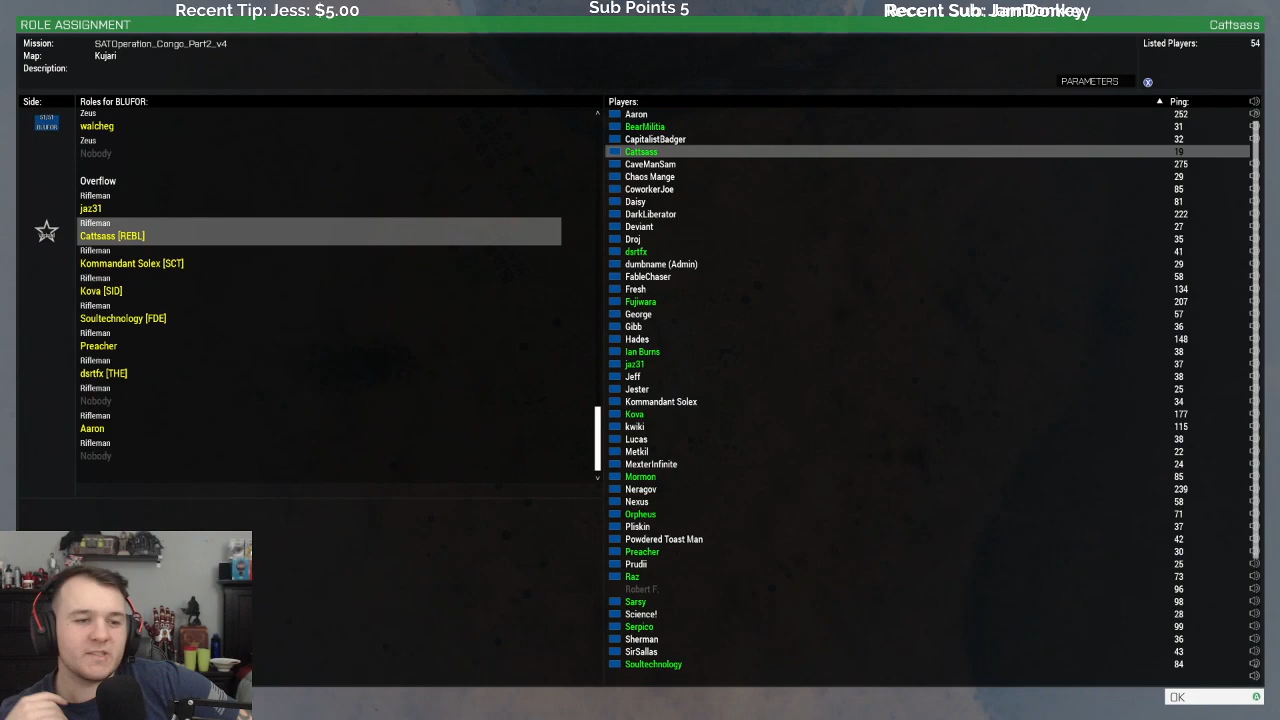 Recent Tip: Jess: $5.00
Sub Points 5
Recent Sub: JamDonkey
ROLE ASSIGNMENT
Cattsass
Mission: SATOperation_Congo_Part2_v4
Map: Kujari
Description:
Listed Players: 54
PARAMETERS
Side:
Roles for BLUFOR:
51/51
BLUFOR
Zeus
walcheg
Zeus
Nobody
Overflow
Rifleman
jaz31
Rifleman
Cattsass [REBL]
Rifleman
Kommandant Solex [SCT]
Rifleman
Kova [SID]
Rifleman
Soultechnology [FDE]
Rifleman
Preacher
Rifleman
dsrtfx [THE]
Rifleman
Nobody
Rifleman
Aaron
Rifleman
Nobody
Players: Ping:
Aaron 252
BearMilitia 31
CapitalistBadger 32
Cattsass 19
CaveManSam 275
Chaos Mange 29
CoworkerJoe 85
Daisy 81
DarkLiberator 222
Deviant 27
Droj 35
dsrtfx 41
dumbname (Admin) 29
FableChaser 58
Fresh 134
Fujiwara 207
George 57
Gibb 36
Hades 148
Ian Burns 38
jaz31 37
Jeff 38
Jester 25
Kommandant Solex 34
Kova 177
kwiki 115
Lucas 38
Metkil 22
MexterInfinite 24
Mormon 85
Neragov 239
Nexus 58
Orpheus 71
Pliskin 37
Powdered Toast Man 42
Preacher 30
Prudii 25
Raz 73
Robert F. 96
Sarsy 98
Science! 28
Serpico 99
Sherman 36
SirSallas 43
Soultechnology 84
OK